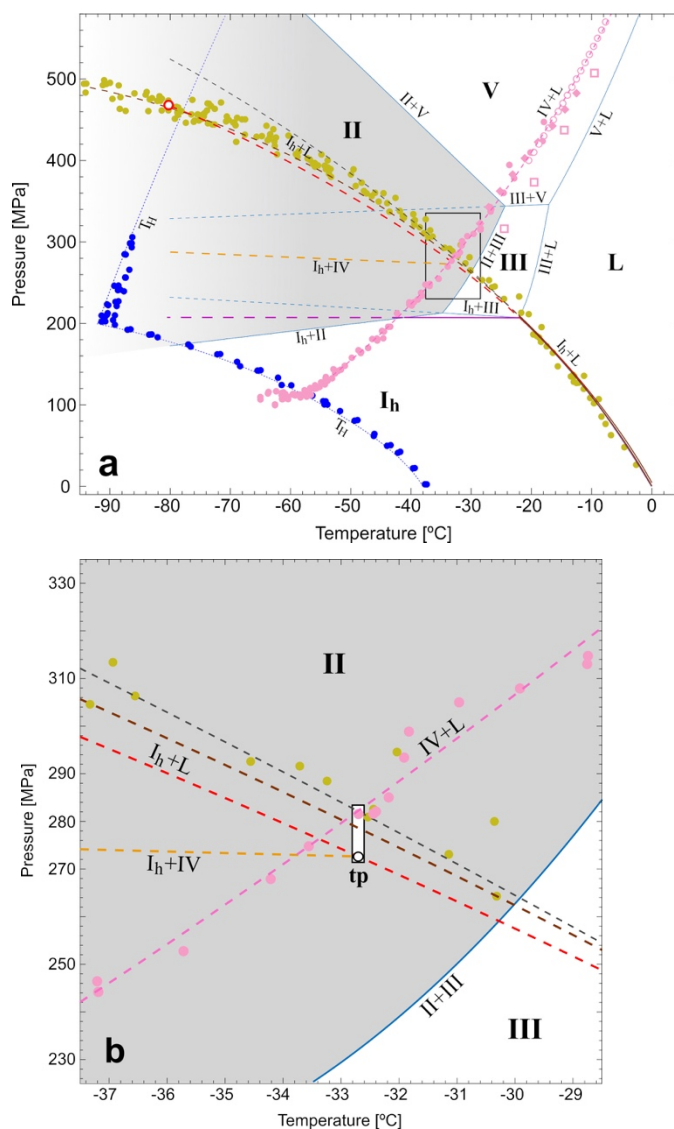 500
400
300
200
100
0
Pressure [MPa]
-90 -80 -70 -60 -50 -40 -30 -20 -10 0
Temperature [ºC]
V
II
II+V
IV+L
V+L
Ih+L
III+V
TH
II+III
III
III+L
L
Ih+IV
Ih+III
Ih+II
Ih+L
Ih
TH
a
330
310
290
270
250
230
Pressure [MPa]
II
IV+L
Ih+L
Ih+IV
tp
II+III
III
b
-37 -36 -35 -34 -33 -32 -31 -30 -29
Temperature [ºC]